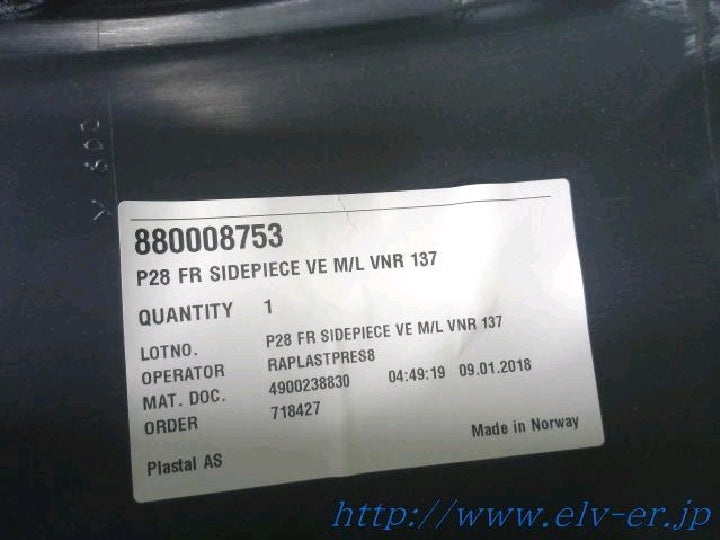 880008753
P28 FR SIDEPIECE VE M/L VNR 137
QUANTITY 1
LOTNO. P28 FR SIDEPIECE VE M/L VNR 137
OPERATOR RAPLASTPRES8
MAT. DOC. 4900238830 04:49:19 09.01.2018
ORDER 718427
Plastal AS Made in Norway
http://www.elv-er.jp